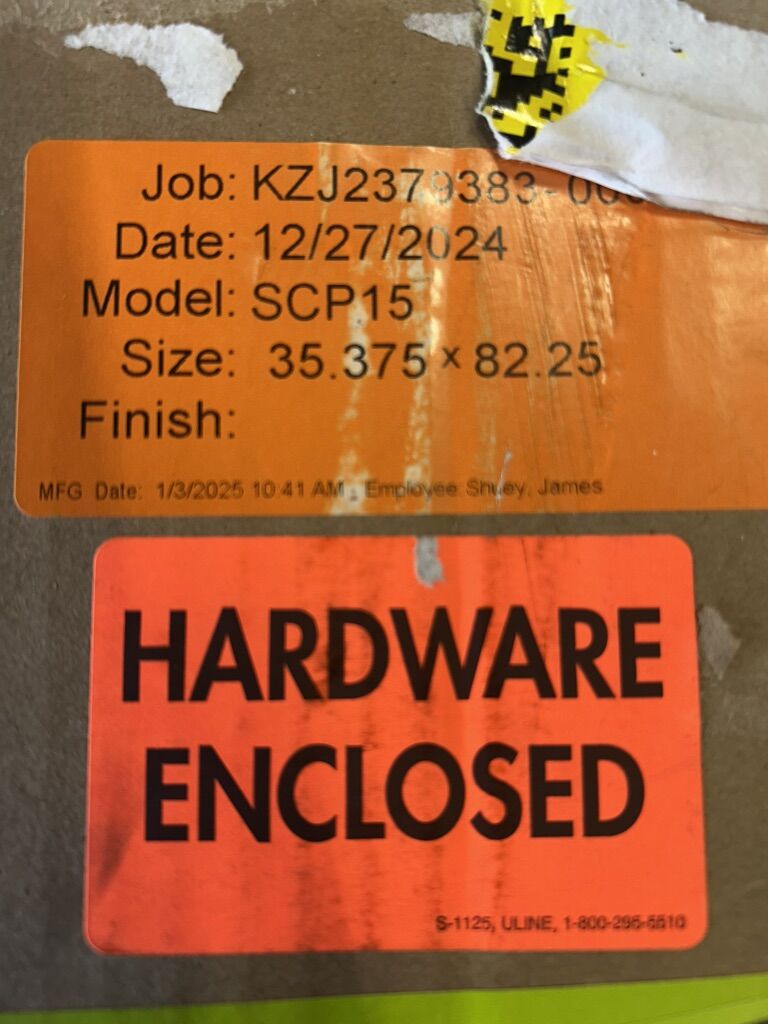 Job: KZJ2379383-000
Date: 12/27/2024
Model: SCP15
Size: 35.375 x 82.25
Finish:
MFG Date: 1/3/2025 10:41 AM, Employee Shuey, James
HARDWARE
ENCLOSED
S-1125, ULINE, 1-800-295-5510